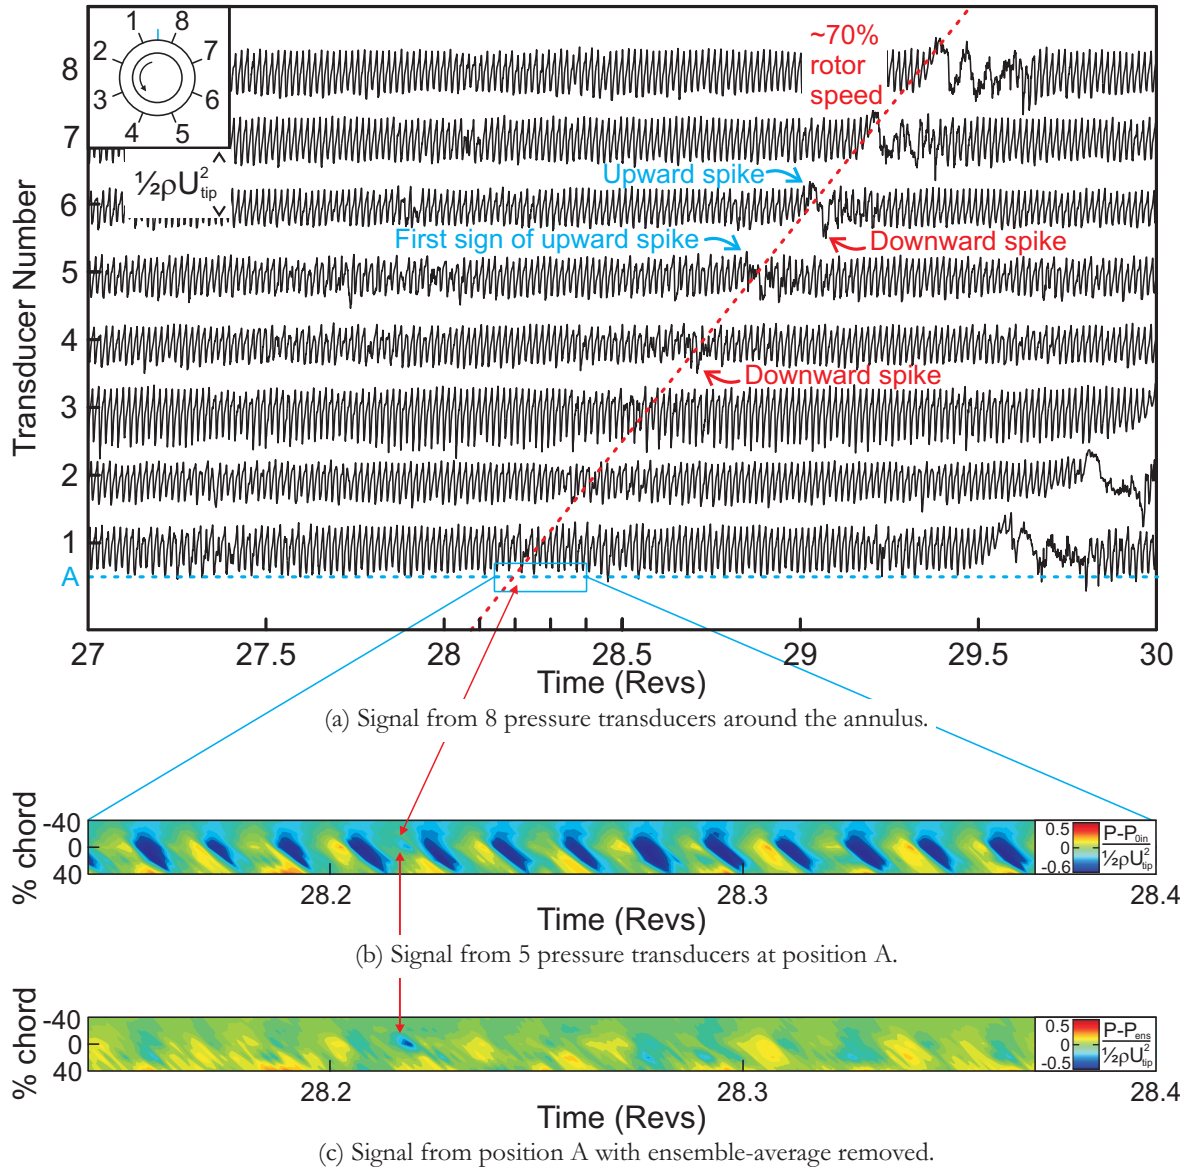 1 8
2 7
3 6
4 5
½ρU²tip
~70%
rotor
speed
Upward spike
First sign of upward spike
Downward spike
Downward spike
Transducer Number
8
7
6
5
4
3
2
1
A
27 27.5 28 28.5 29 29.5 30
Time (Revs)
(a) Signal from 8 pressure transducers around the annulus.
% chord
-40
0
40
0.5
0
-0.6
P-P0in
½ρU²tip
28.2 28.3 28.4
Time (Revs)
(b) Signal from 5 pressure transducers at position A.
% chord
-40
0
40
0.5
0
-0.5
P-Pens
½ρU²tip
28.2 28.3 28.4
Time (Revs)
(c) Signal from position A with ensemble-average removed.